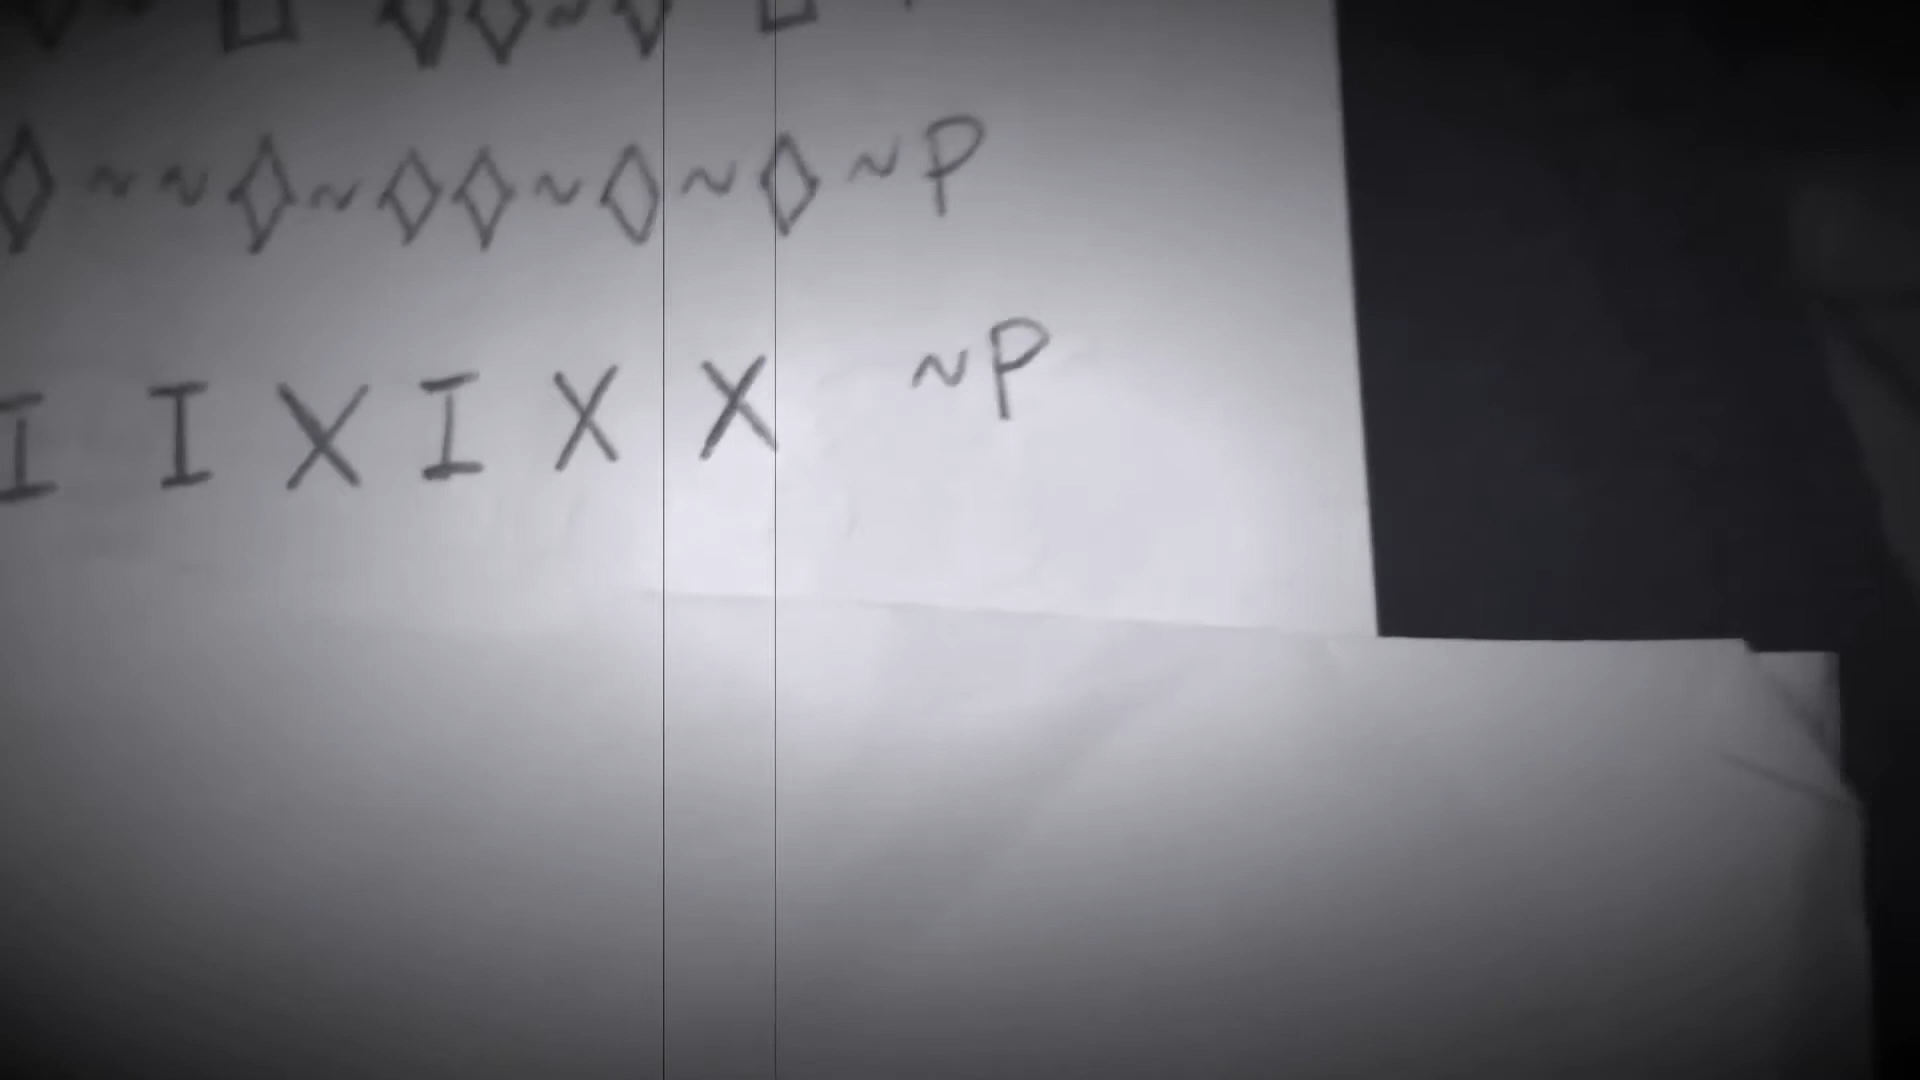 ◇ ~ ~ ◇ ~ ◇ ◇ ~ ◇ ~ ◇ ~ P
I I X I X X ~ P